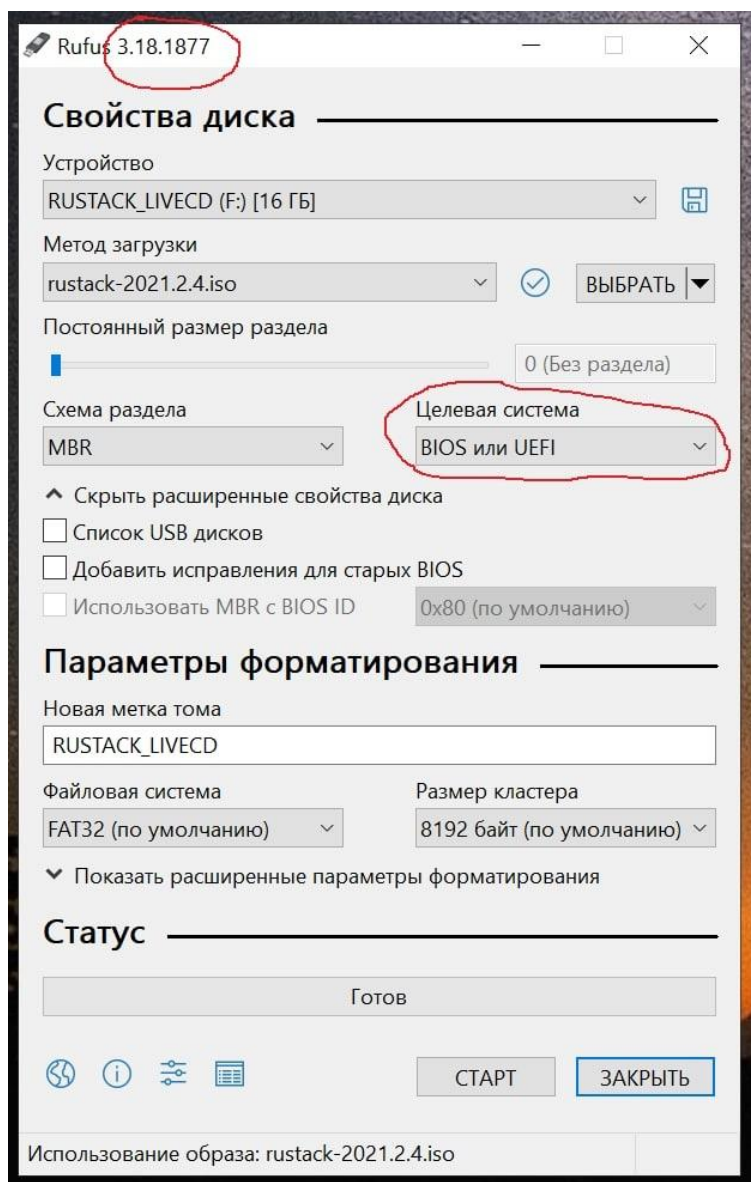 Rufus 3.18.1877
Свойства диска
Устройство
RUSTACK_LIVECD (F:) [16 ГБ]
Метод загрузки
rustack-2021.2.4.iso
ВЫБРАТЬ
Постоянный размер раздела
0 (Без раздела)
Схема раздела
Целевая система
MBR
BIOS или UEFI
Скрыть расширенные свойства диска
Список USB дисков
Добавить исправления для старых BIOS
Использовать MBR с BIOS ID
0x80 (по умолчанию)
Параметры форматирования
Новая метка тома
RUSTACK_LIVECD
Файловая система
Размер кластера
FAT32 (по умолчанию)
8192 байт (по умолчанию)
Показать расширенные параметры форматирования
Статус
Готов
СТАРТ
ЗАКРЫТЬ
Использование образа: rustack-2021.2.4.iso